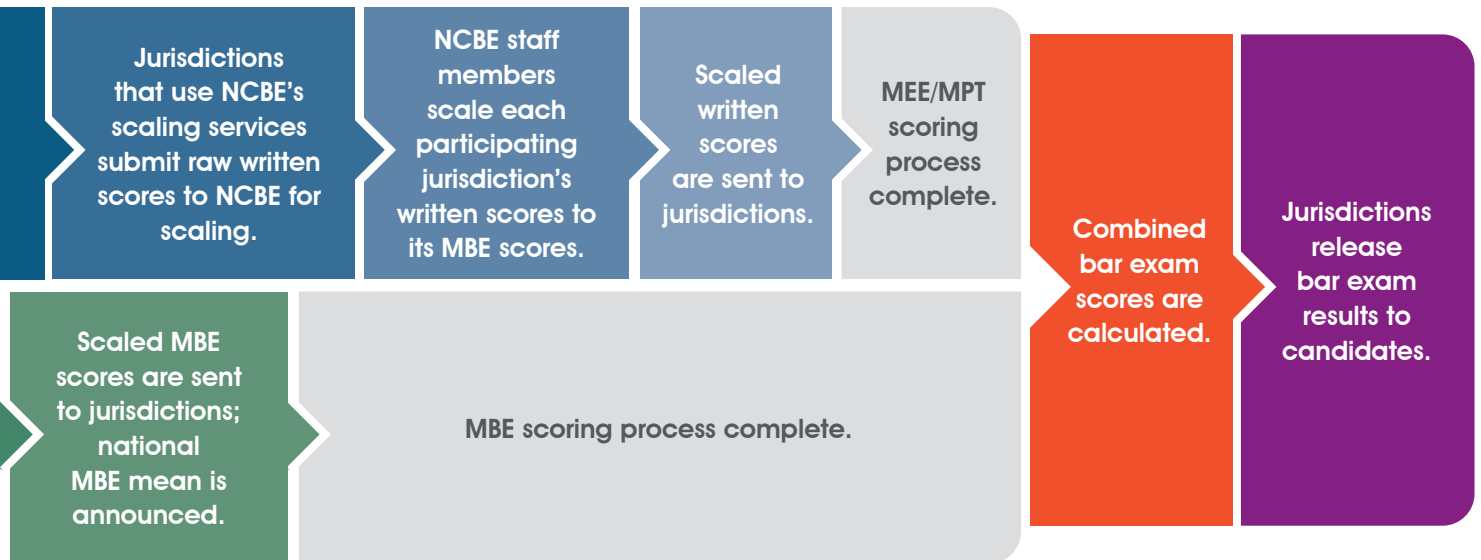 Jurisdictions
that use NCBE's
scaling services
submit raw written
scores to NCBE for
scaling.
NCBE staff
members
scale each
participating
jurisdiction's
written scores to
its MBE scores.
Scaled
written
scores
are sent to
jurisdictions.
MEE/MPT
scoring
process
complete.
Scaled MBE
scores are sent
to jurisdictions;
national
MBE mean is
announced.
MBE scoring process complete.
Combined
bar exam
scores are
calculated.
Jurisdictions
release
bar exam
results to
candidates.